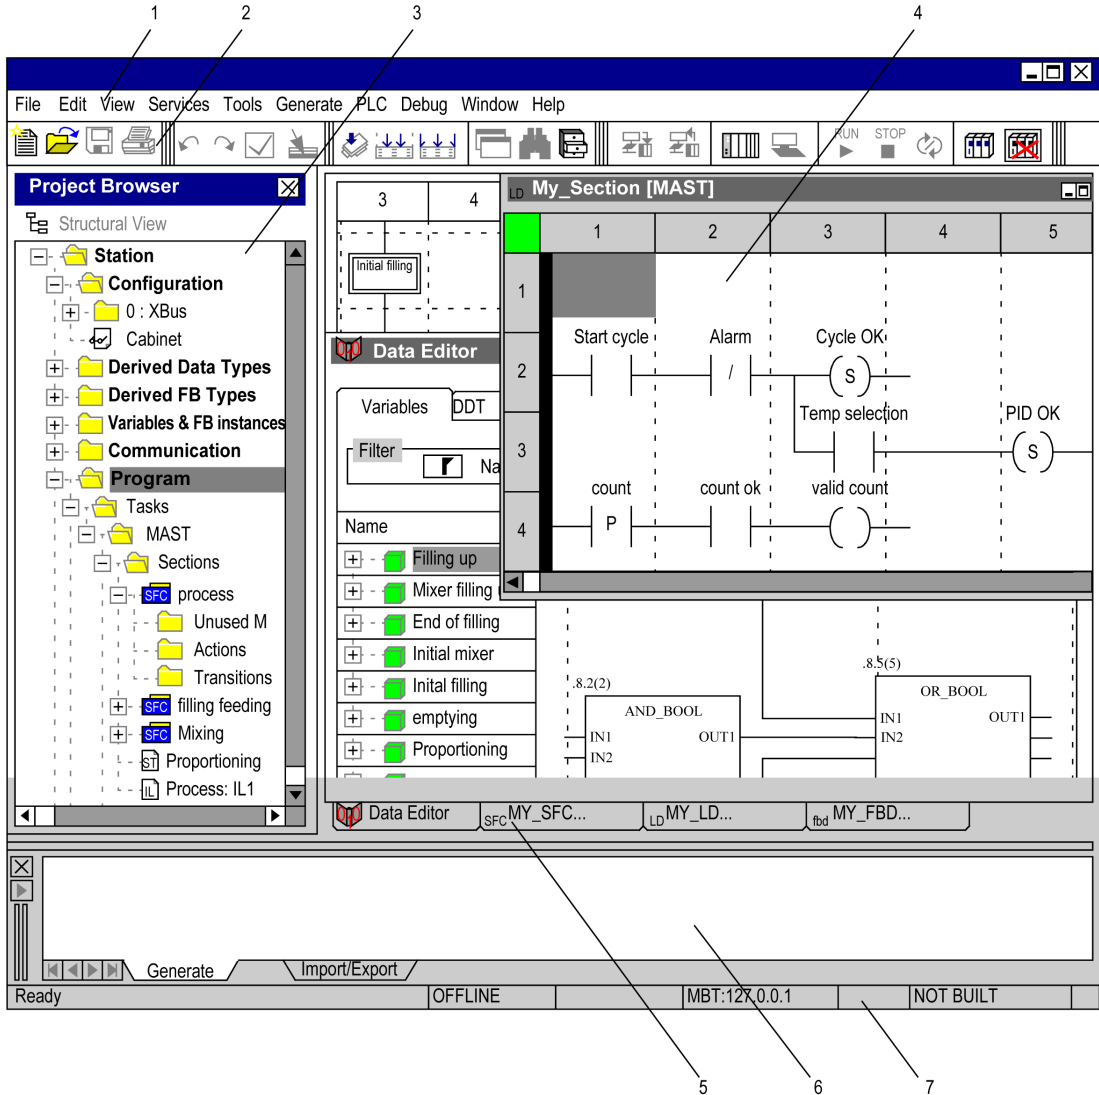 1 2 3 4
File Edit View Services Tools Generate PLC Debug Window Help
RUN STOP
Project Browser
Structural View
Station
Configuration
0 : XBus
Cabinet
Derived Data Types
Derived FB Types
Variables & FB instances
Communication
Program
Tasks
MAST
Sections
SFC process
Unused M
Actions
Transitions
SFC filling feeding
SFC Mixing
ST Proportioning
IL Process: IL1
3 4
Initial filling
Data Editor
Variables DDT
Filter
Na
Name
Filling up
Mixer filling
End of filling
Initial mixer
Inital filling
emptying
Proportioning
LD My_Section [MAST]
1 2 3 4 5
1
Start cycle Alarm Cycle OK
2 / S
Temp selection PID OK
3 S
count count ok valid count
4 P
.8.2(2)
AND_BOOL
IN1 OUT1
IN2
.8.5(5)
OR_BOOL
IN1 OUT1
IN2
Data Editor SFC MY_SFC... LD MY_LD... fbd MY_FBD...
Generate Import/Export
Ready OFFLINE MBT:127.0.0.1 NOT BUILT
5 6 7